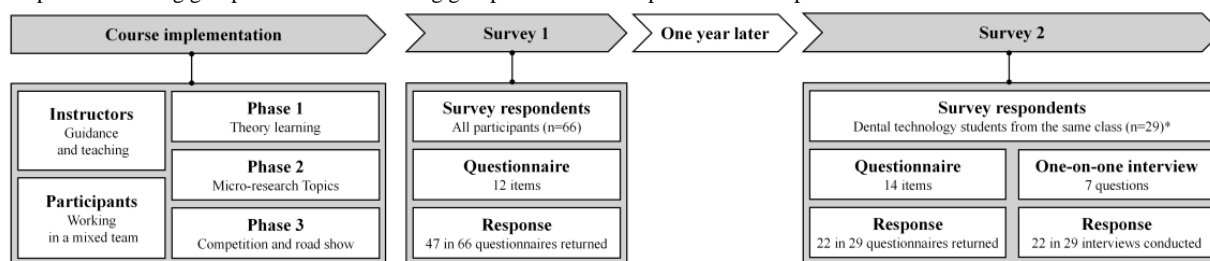 Course implementation
Survey 1
One year later
Survey 2
Instructors
Guidance
and teaching
Participants
Working
in a mixed team
Phase 1
Theory learning
Phase 2
Micro-research Topics
Phase 3
Competition and road show
Survey respondents
All participants (n=66)
Questionnaire
12 items
Response
47 in 66 questionnaires returned
Survey respondents
Dental technology students from the same class (n=29)*
Questionnaire
14 items
One-on-one interview
7 questions
Response
22 in 29 questionnaires returned
Response
22 in 29 interviews conducted